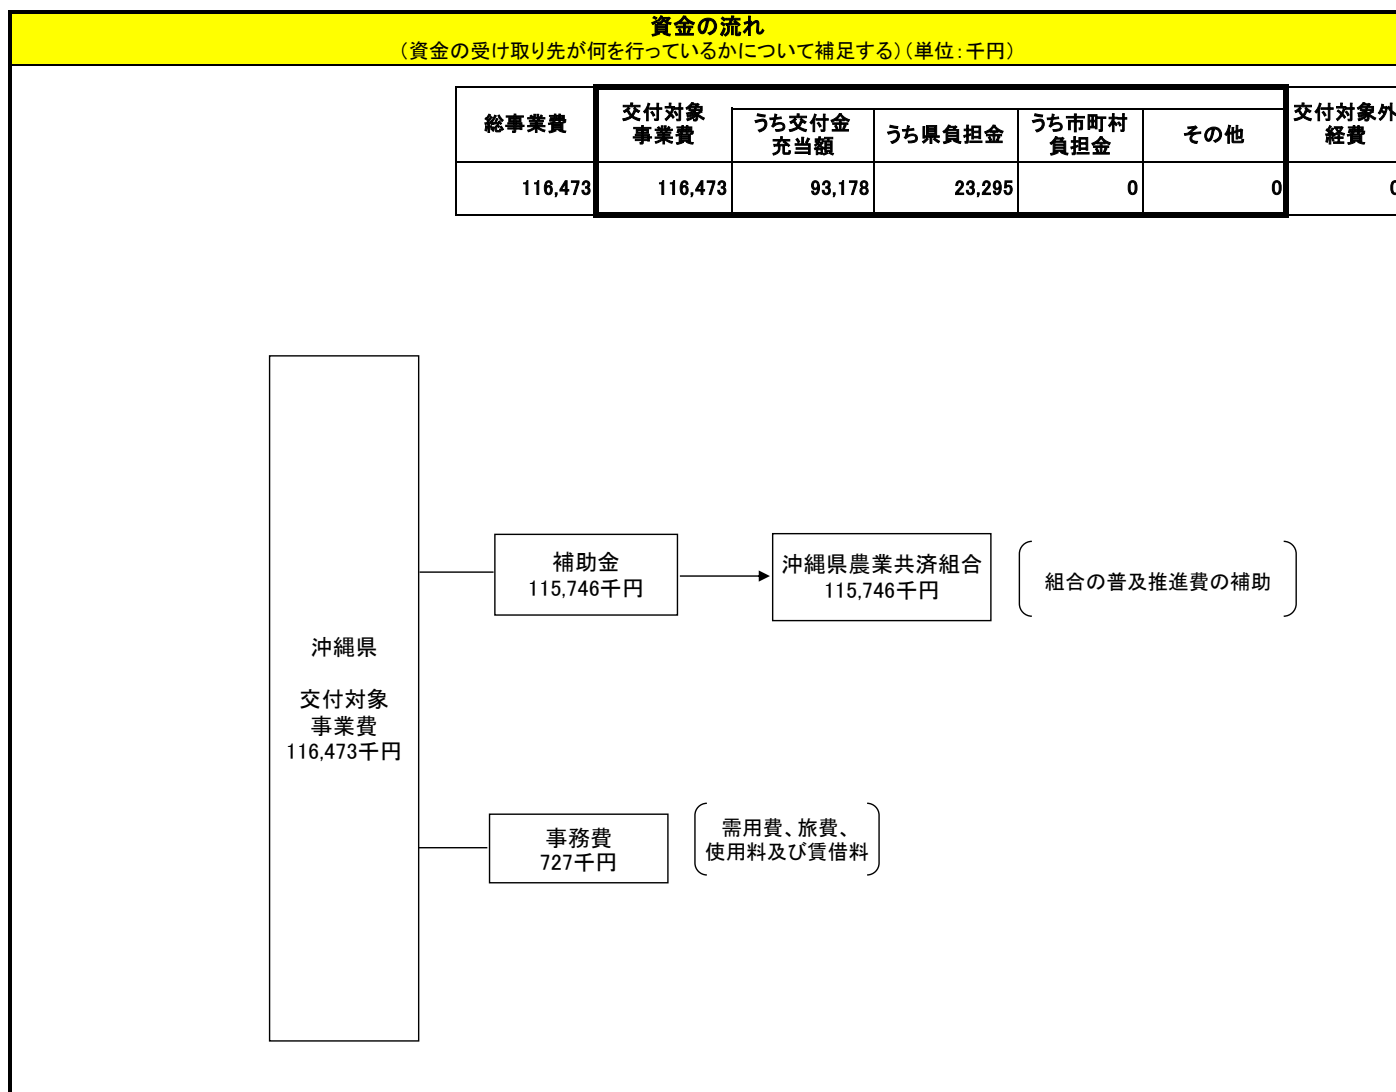 資金の流れ
（資金の受け取り先が何を行っているかについて補足する）（単位：千円）
総事業費
交付対象
事業費
うち交付金
充当額
うち県負担金
うち市町村
負担金
その他
交付対象外
経費
116,473
116,473
93,178
23,295
0
0
0
補助金
115,746千円
沖縄県農業共済組合
115,746千円
組合の普及推進費の補助
沖縄県
交付対象
事業費
116,473千円
事務費
727千円
需用費、旅費、
使用料及び賃借料